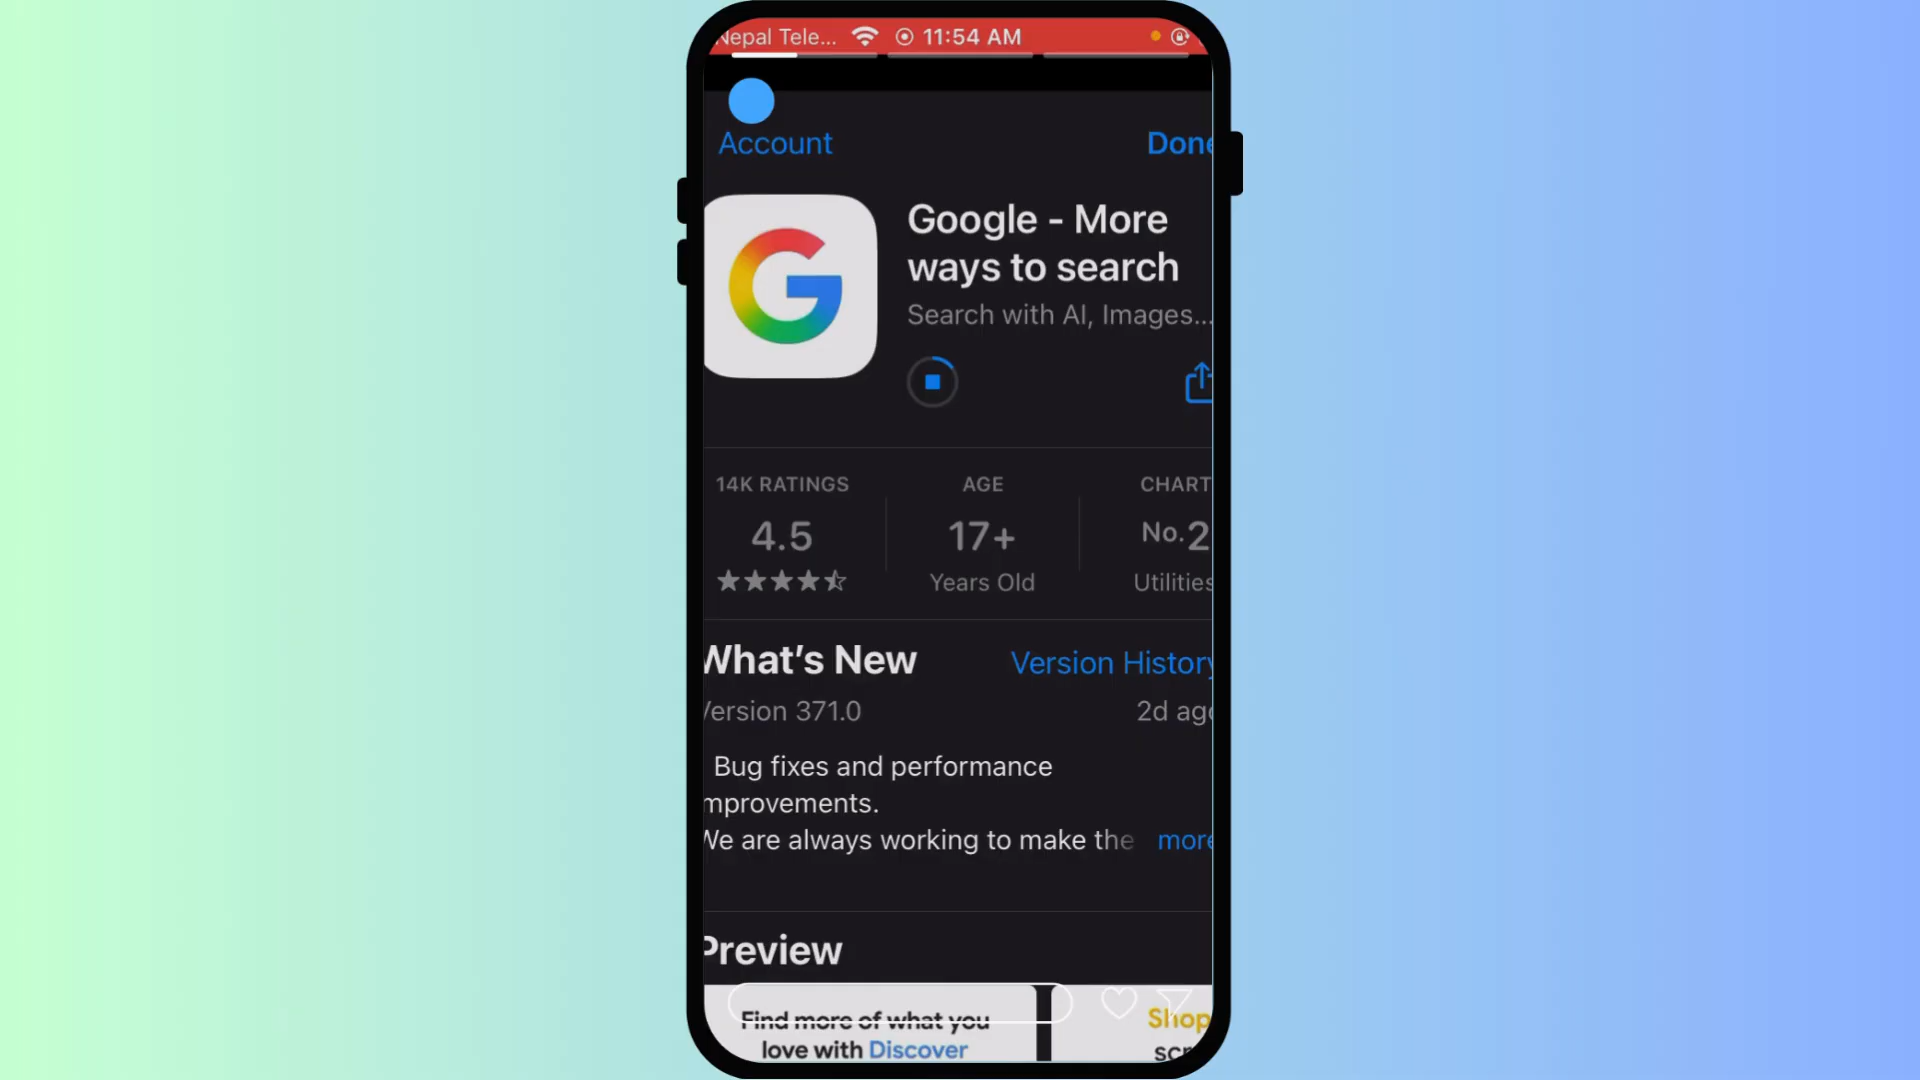 Nepal Tele... 11:54 AM
Account Done
Google - More
ways to search
Search with AI, Images...
14K RATINGS AGE CHART
4.5 17+ No.2
Years Old Utilities
What's New Version History
Version 371.0 2d ago
Bug fixes and performance
mprovements.
We are always working to make the more
Preview
Find more of what you
love with Discover
Shop
scr